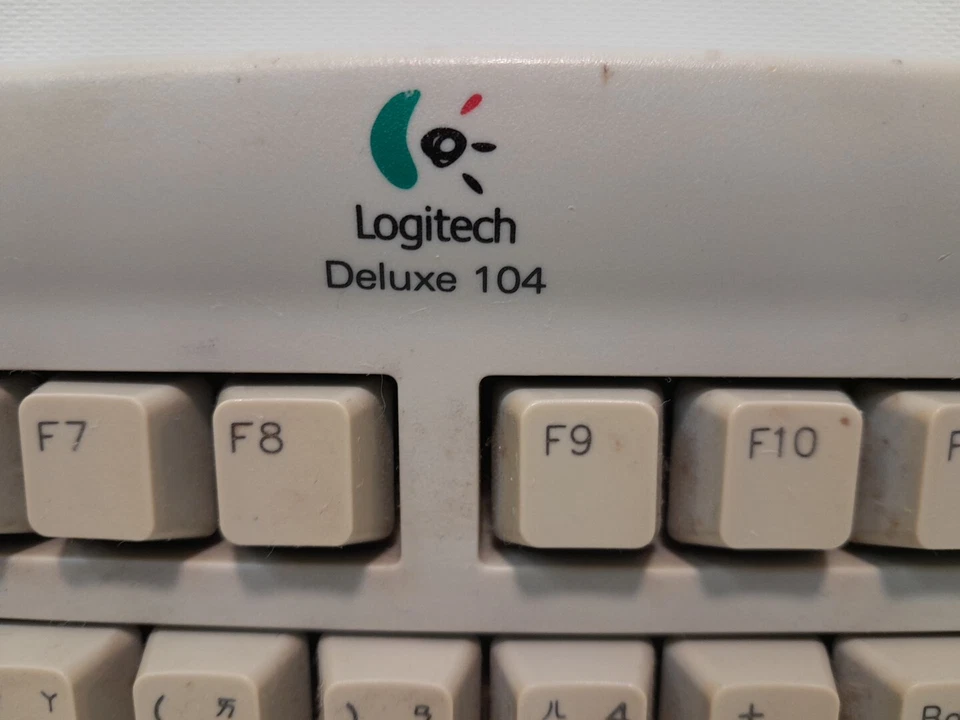 Logitech
Deluxe 104
F7 F8 F9 F10
Y ( ) ㄦ +